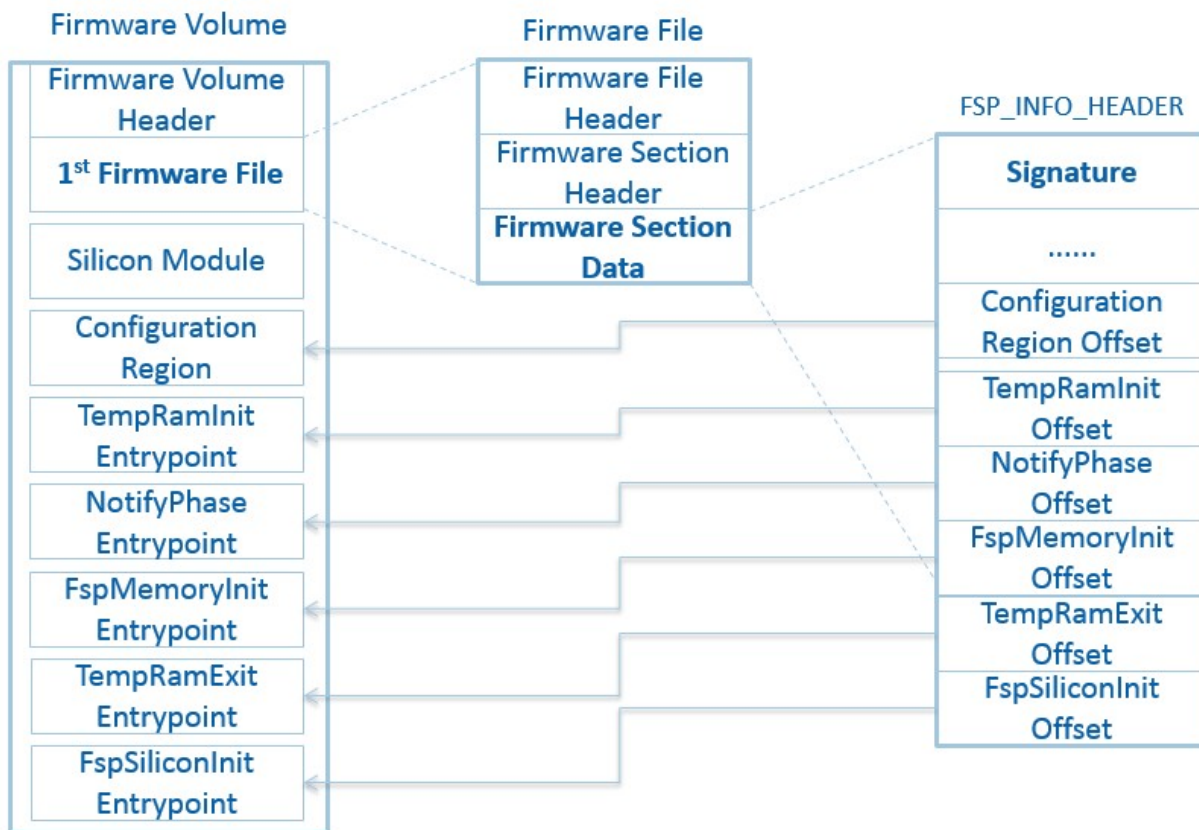 Firmware Volume
Firmware Volume
Header
1st Firmware File
Silicon Module
Configuration
Region
TempRamInit
Entrypoint
NotifyPhase
Entrypoint
FspMemoryInit
Entrypoint
TempRamExit
Entrypoint
FspSiliconInit
Entrypoint
Firmware File
Firmware File
Header
Firmware Section
Header
Firmware Section
Data
FSP_INFO_HEADER
Signature
......
Configuration
Region Offset
TempRamInit
Offset
NotifyPhase
Offset
FspMemoryInit
Offset
TempRamExit
Offset
FspSiliconInit
Offset